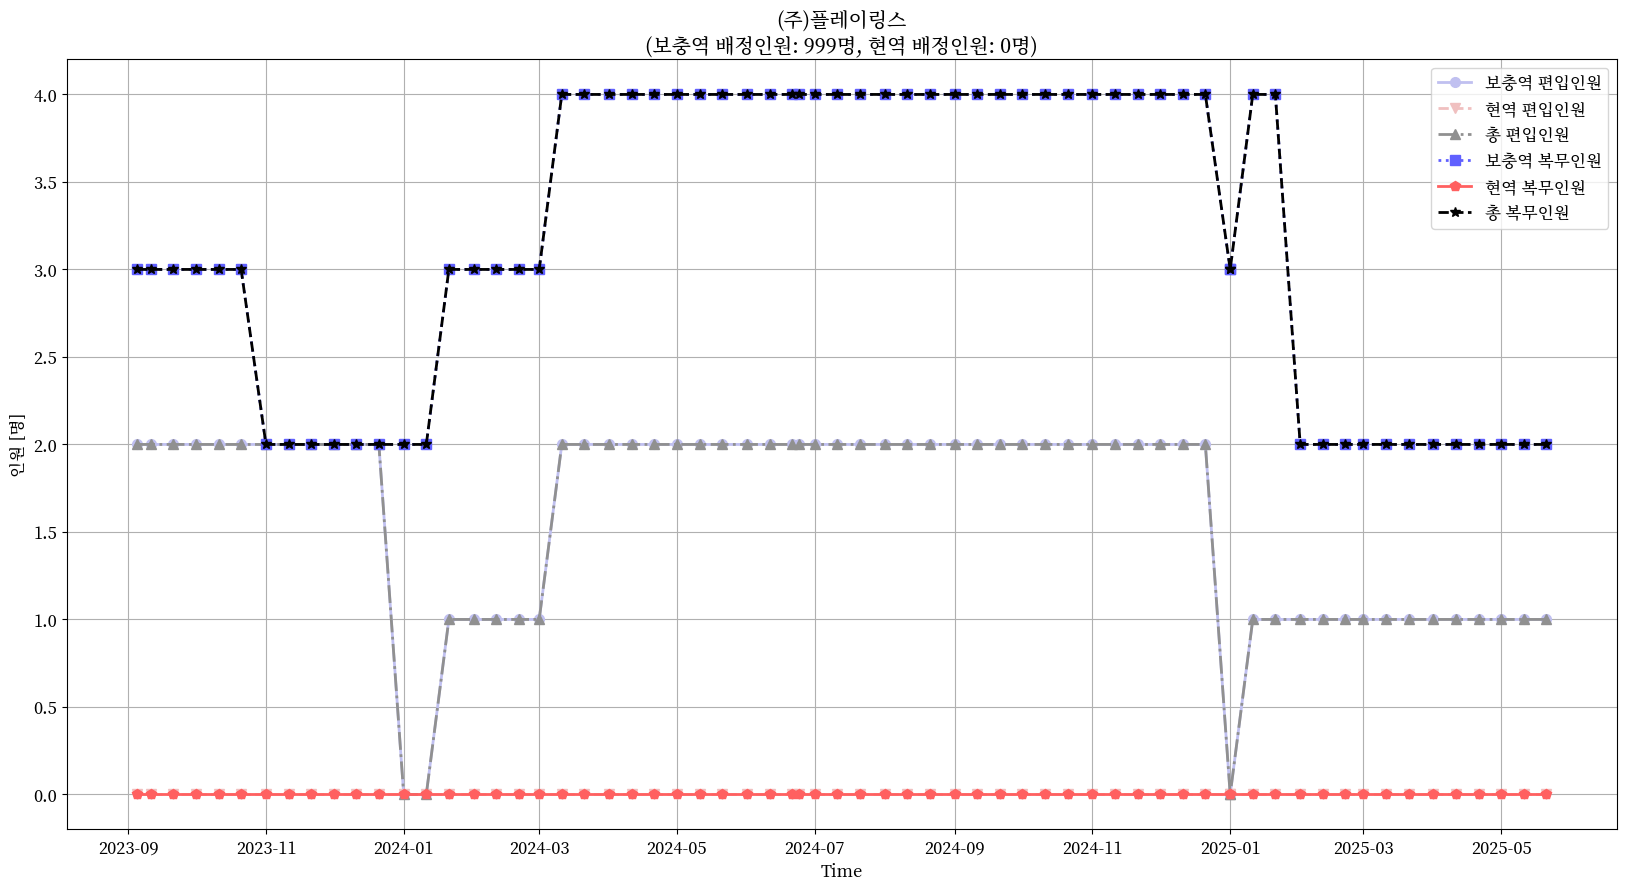 (주)플레이링스
(보충역 배정인원: 999명, 현역 배정인원: 0명)
보충역 편입인원
현역 편입인원
총 편입인원
보충역 복무인원
현역 복무인원
총 복무인원
인원 [명]
4.0
3.5
3.0
2.5
2.0
1.5
1.0
0.5
0.0
2023-09 2023-11 2024-01 2024-03 2024-05 2024-07 2024-09 2024-11 2025-01 2025-03 2025-05
Time